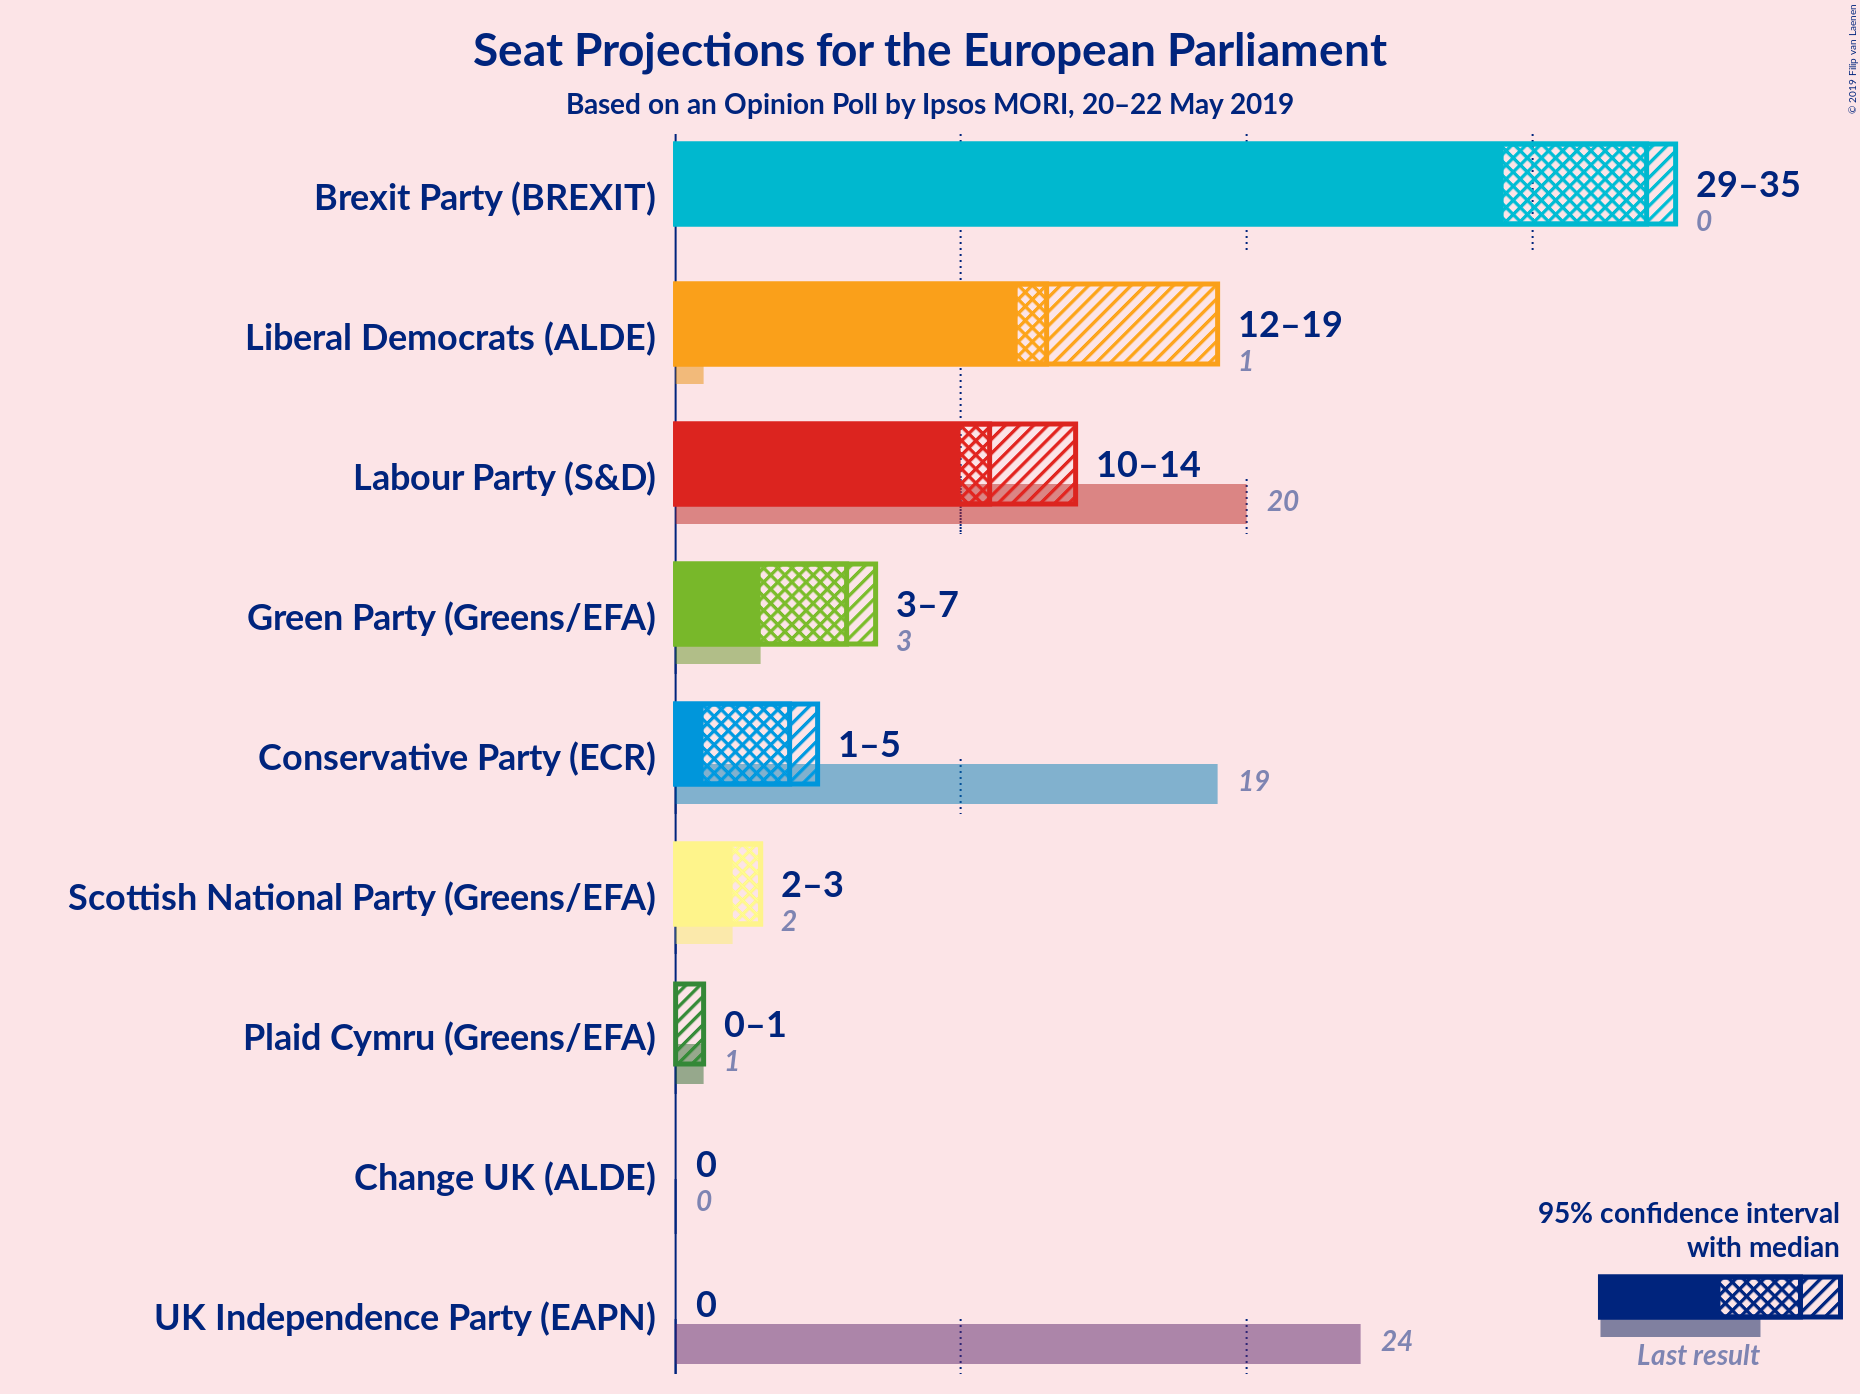 Seat Projections for the European Parliament
Based on an Opinion Poll by Ipsos MORI, 20–22 May 2019
© 2019 Filip van Laenen
Brexit Party (BREXIT)
29–35
0
Liberal Democrats (ALDE)
12–19
1
Labour Party (S&D)
10–14
20
Green Party (Greens/EFA)
3–7
3
Conservative Party (ECR)
1–5
19
Scottish National Party (Greens/EFA)
2–3
2
Plaid Cymru (Greens/EFA)
0–1
1
Change UK (ALDE)
0
0
UK Independence Party (EAPN)
0
24
95% confidence interval
with median
Last result